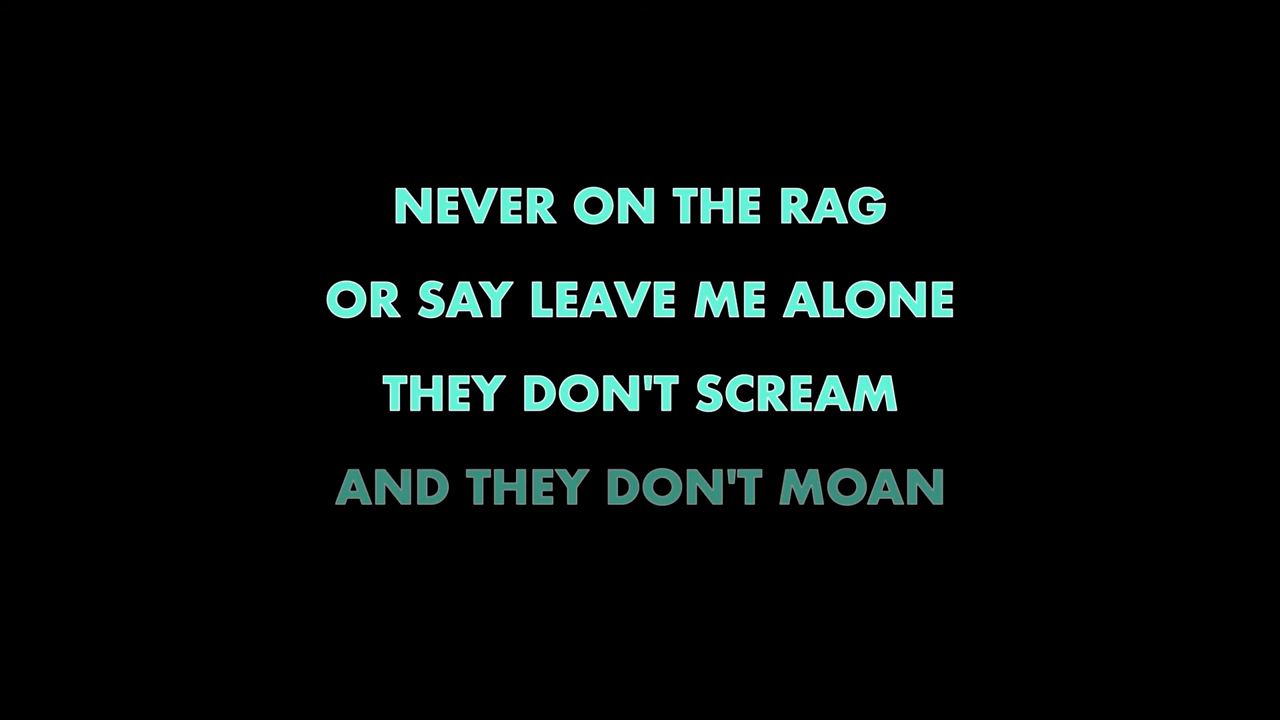 NEVER ON THE RAG
OR SAY LEAVE ME ALONE
THEY DON'T SCREAM
AND THEY DON'T MOAN